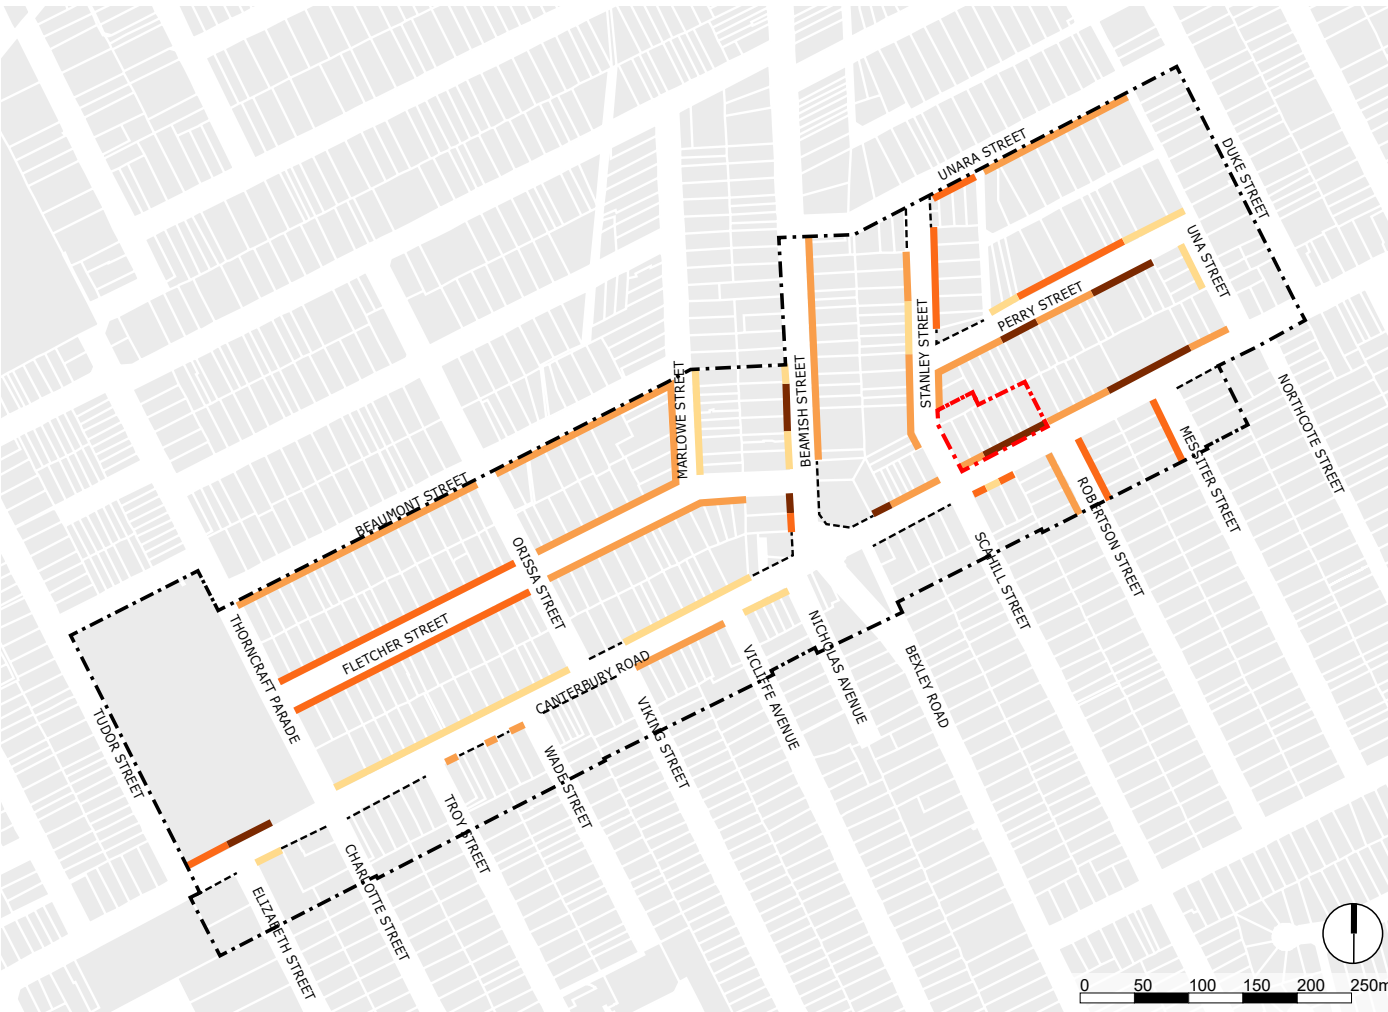 UNARA STREET
DUKE STREET
UNA STREET
PERRY STREET
STANLEY STREET
BEAMISH STREET
MARLOWE STREET
NORTHCOTE STREET
MESSITER STREET
BEAUMONT STREET
ROBERTSON STREET
ORISSA STREET
SCAHILL STREET
FLETCHER STREET
THORNCRAFT PARADE
NICHOLAS AVENUE
CANTERBURY ROAD
VICLIFFE AVENUE
BEXLEY ROAD
VIKING STREET
TUDOR STREET
WADE STREET
TROY STREET
CHARLOTTE STREET
ELIZABETH STREET
0 50 100 150 200 250m